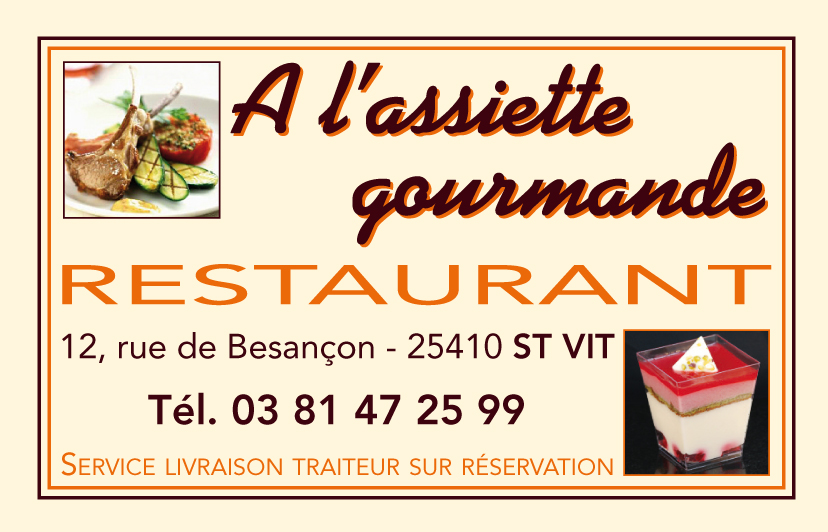 A l'assiette
gourmande
RESTAURANT
12, rue de Besançon - 25410 ST VIT
Tél. 03 81 47 25 99
SERVICE LIVRAISON TRAITEUR SUR RÉSERVATION